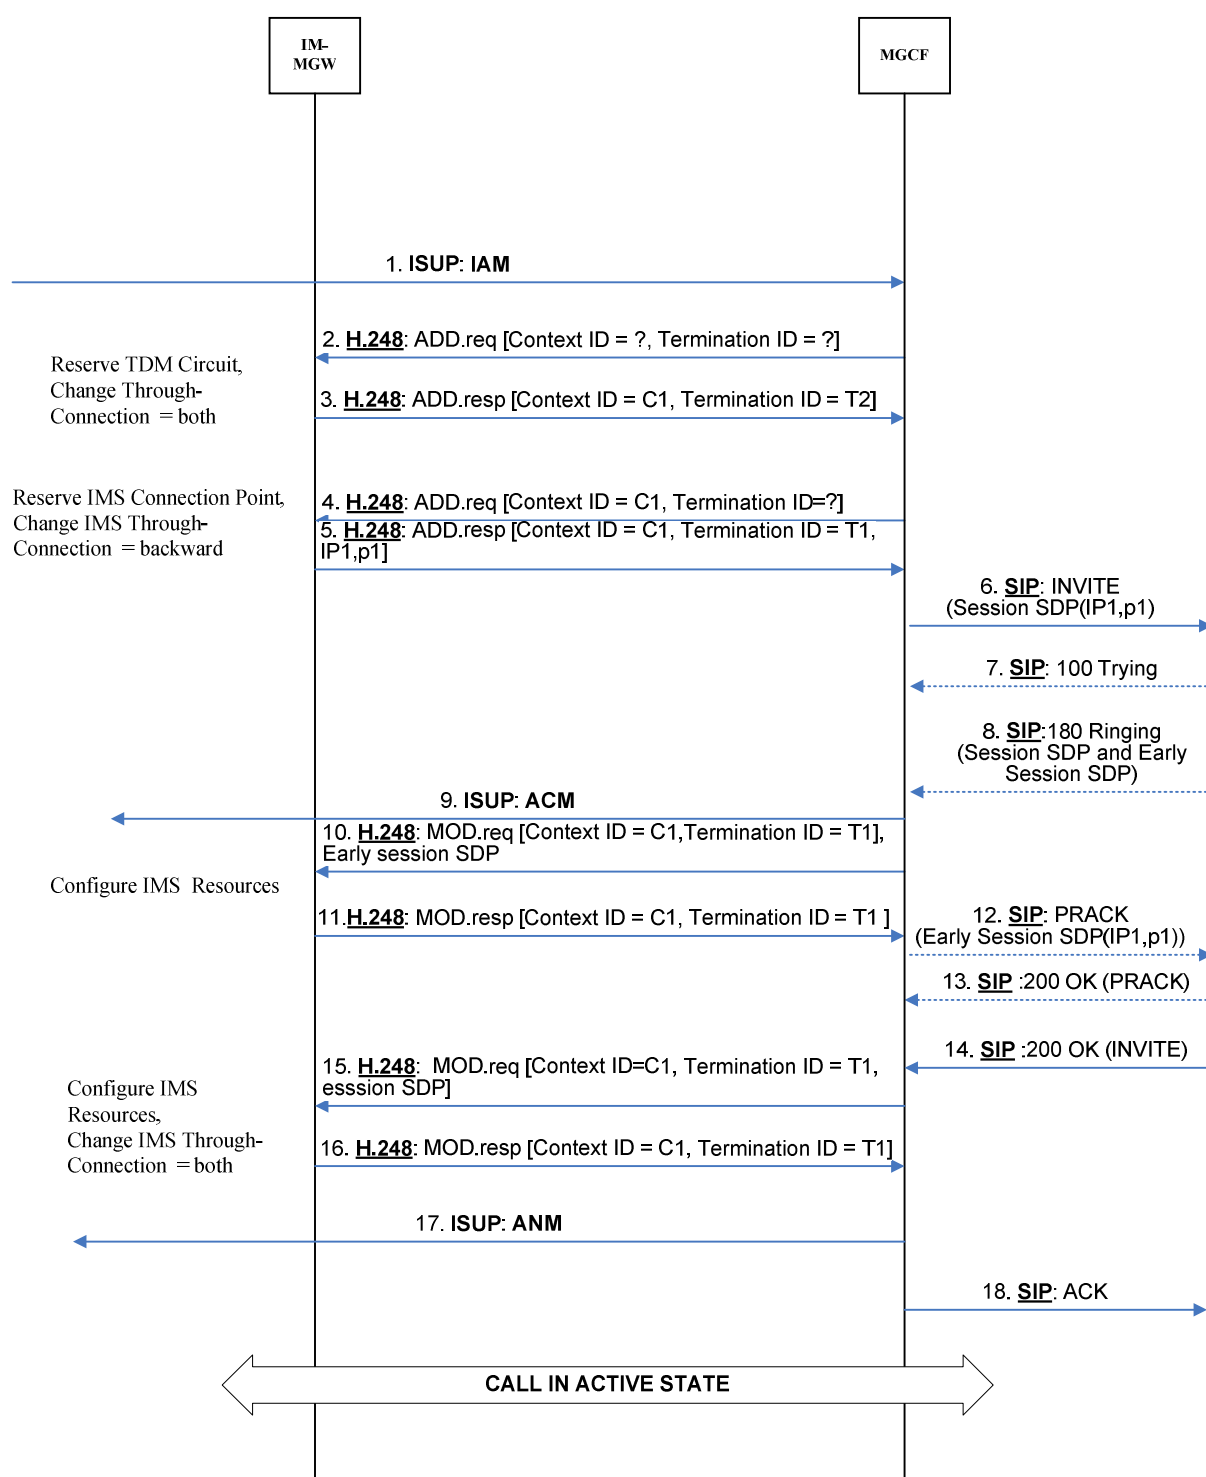 IM-
MGW
MGCF
1. ISUP: IAM
2. H.248: ADD.req [Context ID = ?, Termination ID = ?]
Reserve TDM Circuit,
Change Through-
Connection = both
3. H.248: ADD.resp [Context ID = C1, Termination ID = T2]
Reserve IMS Connection Point,
Change IMS Through-
Connection = backward
4. H.248: ADD.req [Context ID = C1, Termination ID=?]
5. H.248: ADD.resp [Context ID = C1, Termination ID = T1,
IP1,p1]
6. SIP: INVITE
(Session SDP(IP1,p1)
7. SIP: 100 Trying
8. SIP:180 Ringing
(Session SDP and Early
Session SDP)
9. ISUP: ACM
10. H.248: MOD.req [Context ID = C1,Termination ID = T1],
Early session SDP
Configure IMS Resources
11.H.248: MOD.resp [Context ID = C1, Termination ID = T1 ]
12. SIP: PRACK
(Early Session SDP(IP1,p1))
13. SIP :200 OK (PRACK)
14. SIP :200 OK (INVITE)
15. H.248: MOD.req [Context ID=C1, Termination ID = T1,
esssion SDP]
Configure IMS
Resources,
Change IMS Through-
Connection = both
16. H.248: MOD.resp [Context ID = C1, Termination ID = T1]
17. ISUP: ANM
18. SIP: ACK
CALL IN ACTIVE STATE